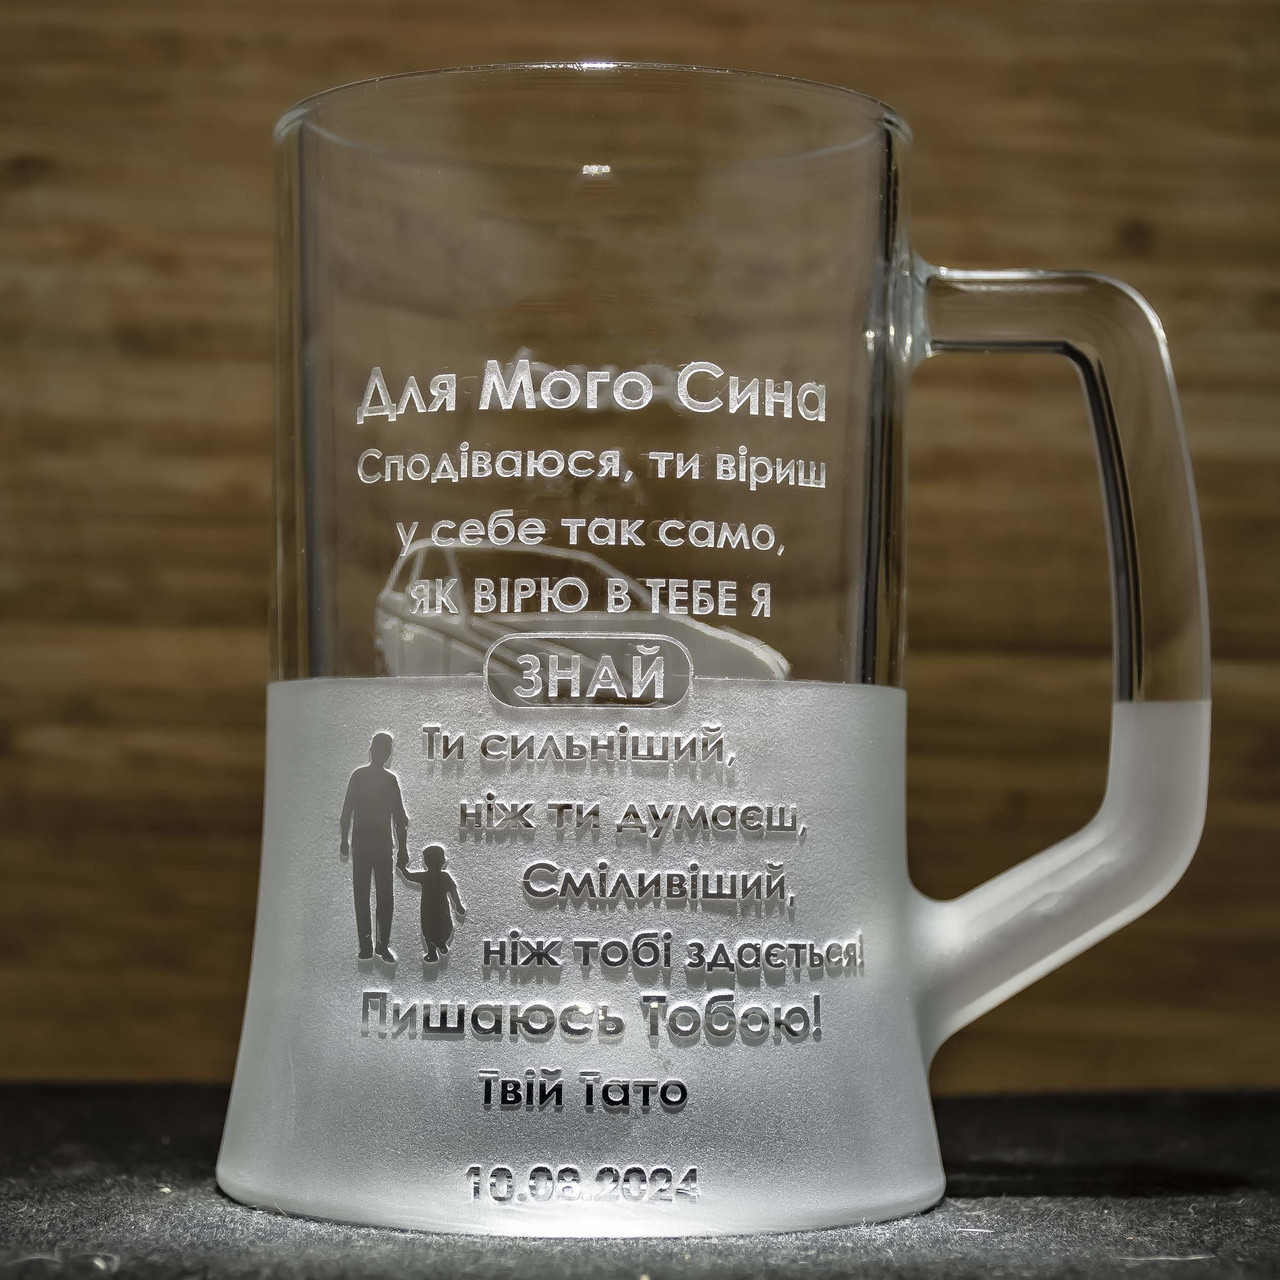 Для Мого Сина
Сподіваюся, ти віриш
у себе так само,
ЯК ВІРЮ В ТЕБЕ Я
ЗНАЙ
Ти сильніший,
ніж ти думаєш,
Сміливіший,
ніж тобі здається!
Пишаюсь Тобою!
Твій Тато
10.08.2024